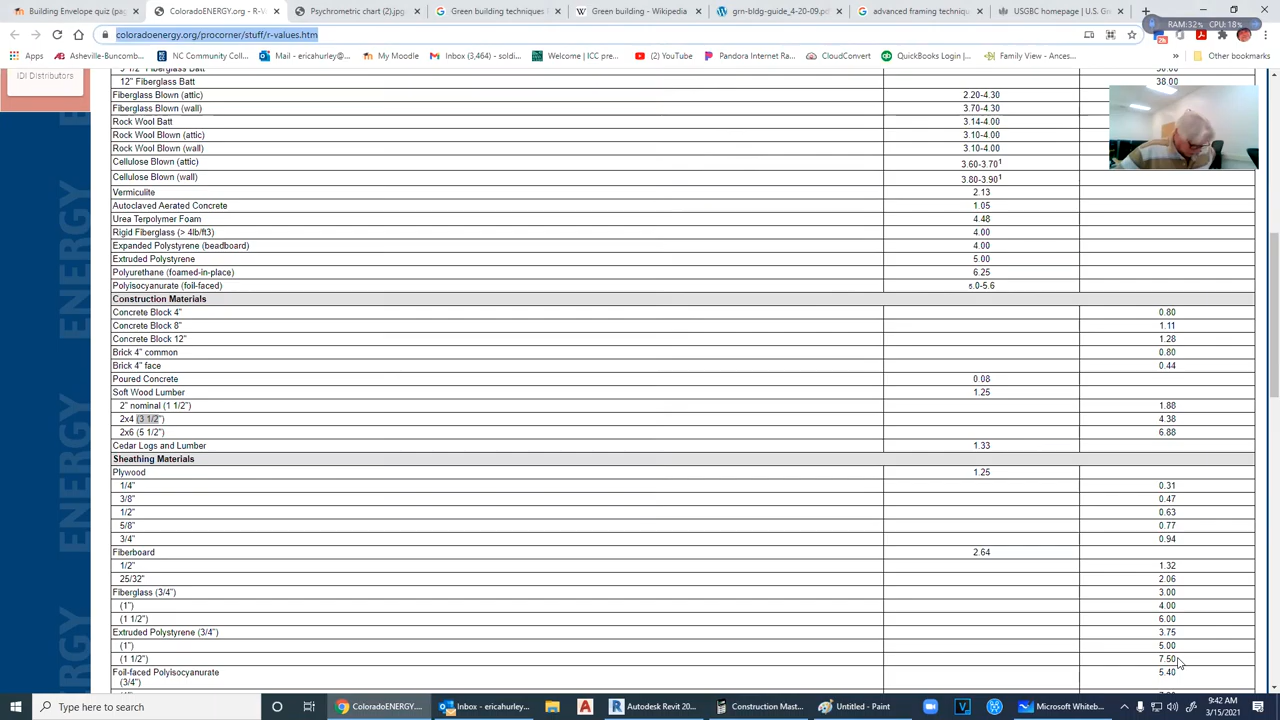 Building Envelope quiz (pag
ColoradoENERGY.org - R-V
Psychrometric chart (2).jpg
Green building techniques
Green building - Wikipedia
grn-bldg-guide_4-20-09.pd
advanced framing techniqu
USGBC homepage | U.S. Gr
RAM:32% CPU: 18%
coloradoenergy.org/procorner/stuff/r-values.htm
Apps
Asheville-Buncomb...
NC Community Col...
Mail - ericahurley@...
My Moodle
Inbox (3,464) - soldi...
Welcome | ICC pre...
(2) YouTube
Pandora Internet Ra...
CloudConvert
QuickBooks Login |...
Family Tree - Ances...
»
Other bookmarks
IDI Distributors
12" Fiberglass Batt 38.00
Fiberglass Blown (attic) 2.20-4.30
Fiberglass Blown (wall) 3.70-4.30
Rock Wool Batt 3.14-4.00
Rock Wool Blown (attic) 3.10-4.00
Rock Wool Blown (wall) 3.10-4.00
Cellulose Blown (attic) 3.60-3.70¹
Cellulose Blown (wall) 3.80-3.90¹
Vermiculite 2.13
Autoclaved Aerated Concrete 1.05
Urea Terpolymer Foam 4.48
Rigid Fiberglass (> 4lb/ft3) 4.00
Expanded Polystyrene (beadboard) 4.00
Extruded Polystyrene 5.00
Polyurethane (foamed-in-place) 6.25
Polyisocyanurate (foil-faced) 5.0-5.6
Construction Materials
Concrete Block 4" 0.80
Concrete Block 8" 1.11
Concrete Block 12" 1.28
Brick 4" common 0.80
Brick 4" face 0.44
Poured Concrete 0.08
Soft Wood Lumber 1.25
2" nominal (1 1/2") 1.88
2x4 (3 1/2") 4.38
2x6 (5 1/2") 6.88
Cedar Logs and Lumber 1.33
Sheathing Materials
Plywood 1.25
1/4" 0.31
3/8" 0.47
1/2" 0.63
5/8" 0.77
3/4" 0.94
Fiberboard 2.64
1/2" 1.32
25/32" 2.06
Fiberglass (3/4") 3.00
(1") 4.00
(1 1/2") 6.00
Extruded Polystyrene (3/4") 3.75
(1") 5.00
(1 1/2") 7.50
Foil-faced Polyisocyanurate
(3/4") 5.40
ENERGY
ENERGY
ENERGY
Type here to search
ColoradoENERGY....
Inbox - ericahurley...
Autodesk Revit 20...
Construction Mast...
Untitled - Paint
Microsoft Whiteb...
9:42 AM
3/15/2021